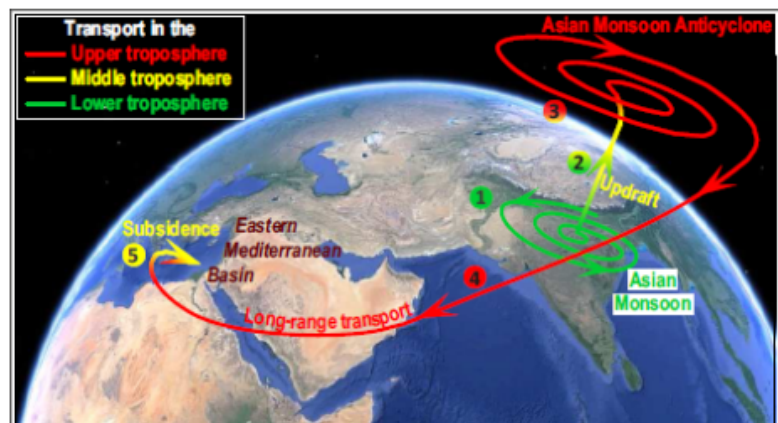 Transport in the
Upper troposphere
Middle troposphere
Lower troposphere
Asian Monsoon Anticyclone
3
2
Updraft
1
Subsidence
5
Eastern
Mediterranean
Basin
4
Asian
Monsoon
Long-range transport